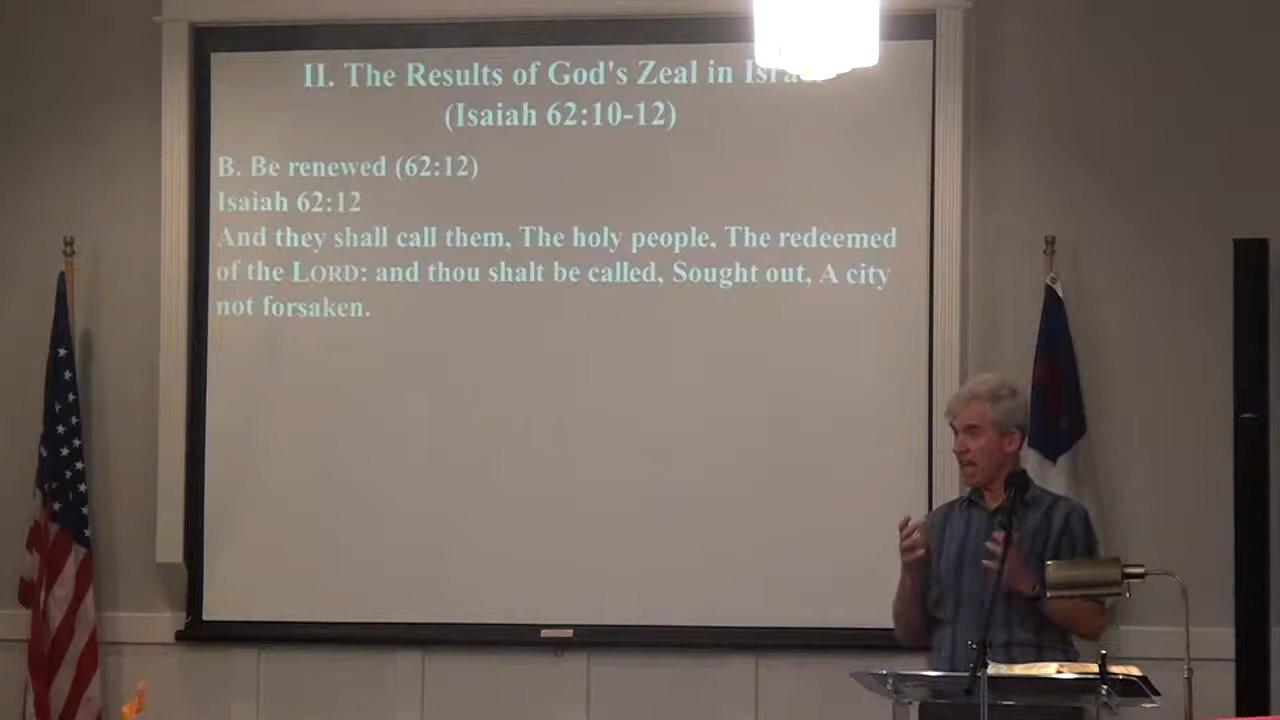 II. The Results of God's Zeal in
(Isaiah 62:10-12)
B. Be renewed (62:12)
Isaiah 62:12
And they shall call them, The holy people, The redeemed
of the LORD: and thou shalt be called, Sought out, A city
not forsaken.